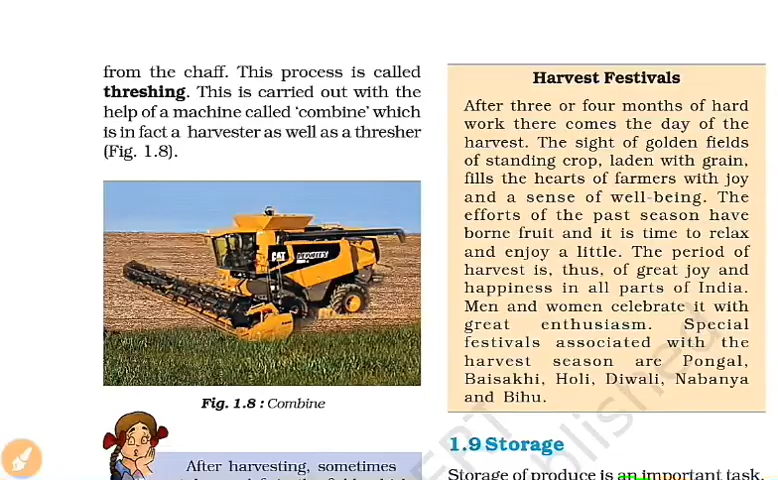 from the chaff. This process is called
threshing. This is carried out with the
help of a machine called 'combine' which
is in fact a harvester as well as a thresher
(Fig. 1.8).
CAT
LEXION
Fig. 1.8 : Combine
After harvesting, sometimes
Harvest Festivals
After three or four months of hard
work there comes the day of the
harvest. The sight of golden fields
of standing crop, laden with grain,
fills the hearts of farmers with joy
and a sense of well-being. The
efforts of the past season have
borne fruit and it is time to relax
and enjoy a little. The period of
harvest is, thus, of great joy and
happiness in all parts of India.
Men and women celebrate it with
great enthusiasm. Special
festivals associated with the
harvest season are Pongal,
Baisakhi, Holi, Diwali, Nabanya
and Bihu.
1.9 Storage
Storage of produce is an important task.